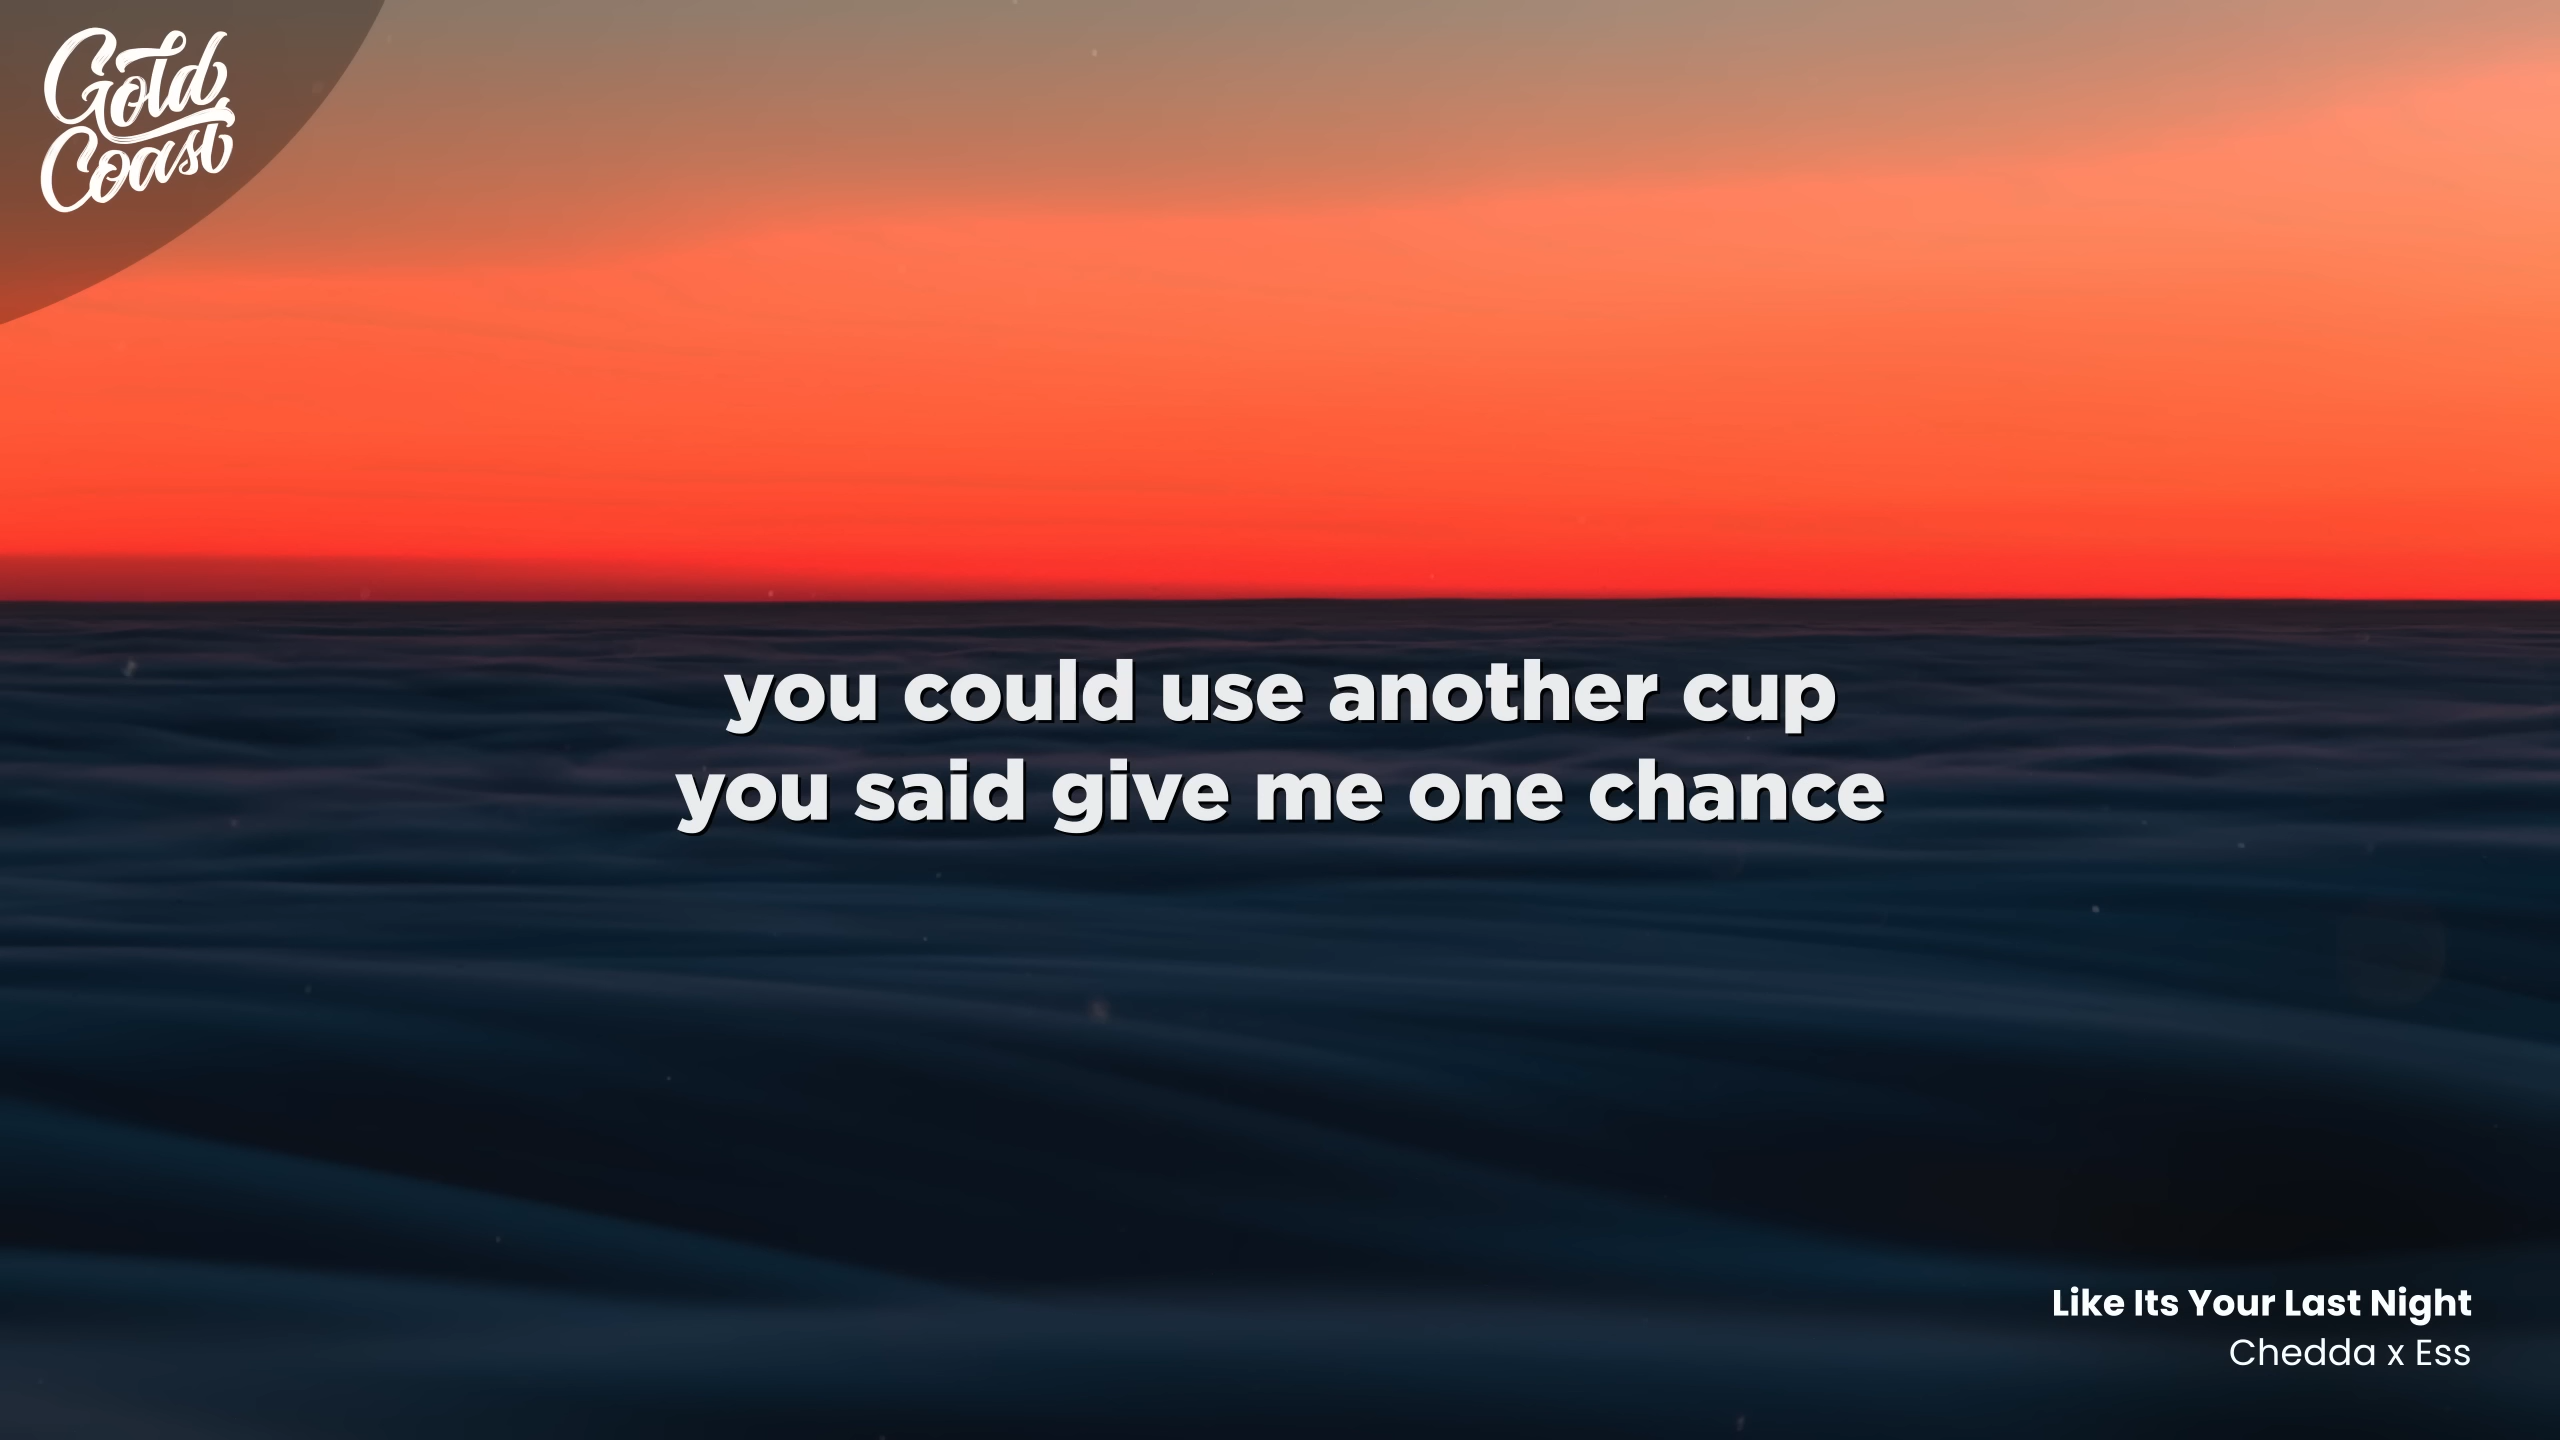 Gold
Coast
you could use another cup
you said give me one chance
Like Its Your Last Night
Chedda x Ess